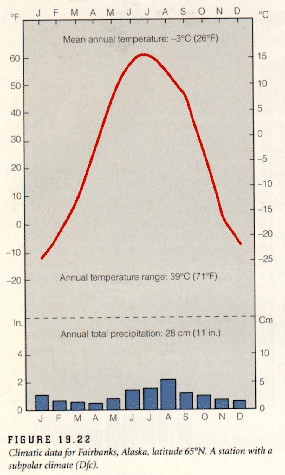 °F J F M A M J J A S O N D °C
Mean annual temperature: –3°C (26°F)
60 15
50 10
40 5
30 0
20 –5
10 –10
0 –15
–10 –20
–20 –25
Annual temperature range: 39°C (71°F)
In. Cm
Annual total precipitation: 28 cm (11 in.)
4 10
2 5
0 0
J F M A M J J A S O N D
FIGURE 19.22
Climatic data for Fairbanks, Alaska, latitude 65°N. A station with a
subpolar climate (Dfc).